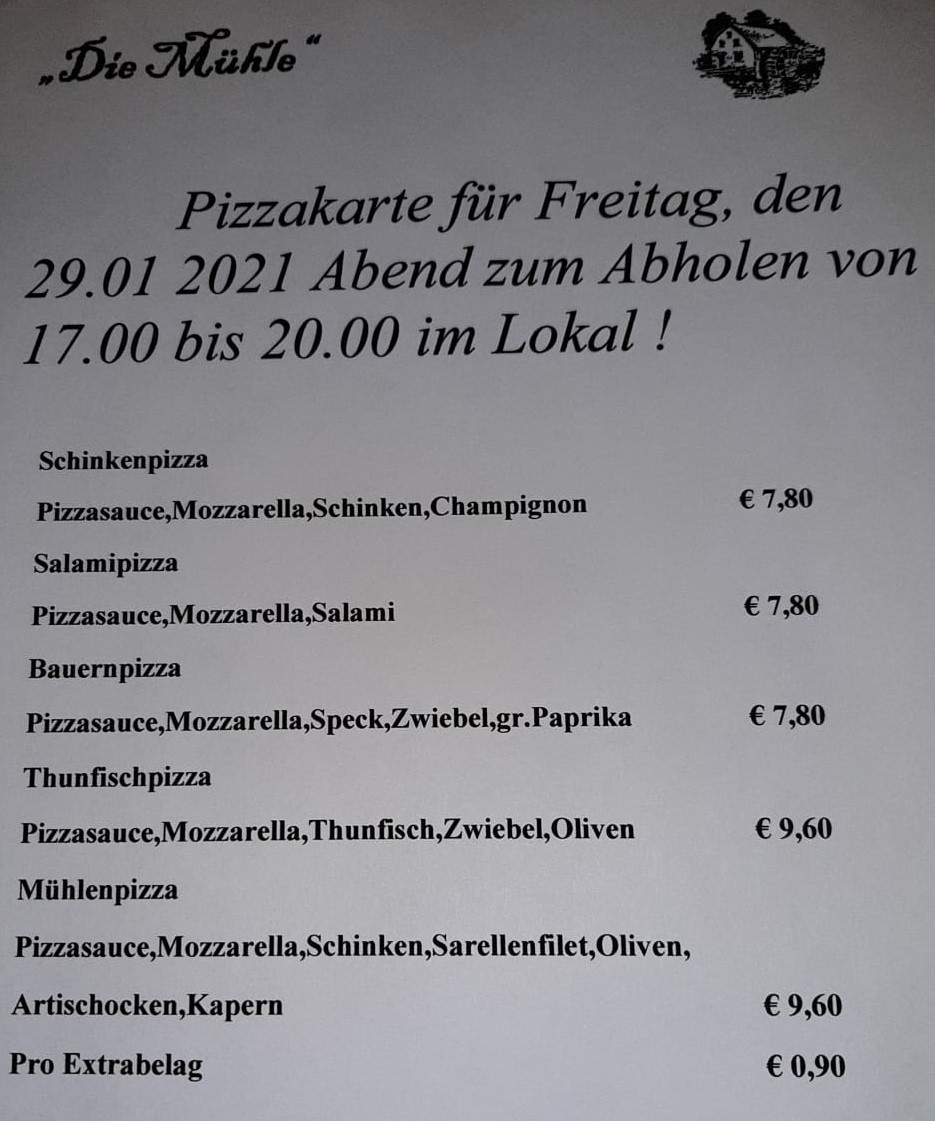 „Die Mühle“
Pizzakarte für Freitag, den
29.01 2021 Abend zum Abholen von
17.00 bis 20.00 im Lokal !
Schinkenpizza
Pizzasauce,Mozzarella,Schinken,Champignon € 7,80
Salamipizza
Pizzasauce,Mozzarella,Salami € 7,80
Bauernpizza
Pizzasauce,Mozzarella,Speck,Zwiebel,gr.Paprika € 7,80
Thunfischpizza
Pizzasauce,Mozzarella,Thunfisch,Zwiebel,Oliven € 9,60
Mühlenpizza
Pizzasauce,Mozzarella,Schinken,Sarellenfilet,Oliven,
Artischocken,Kapern € 9,60
Pro Extrabelag € 0,90